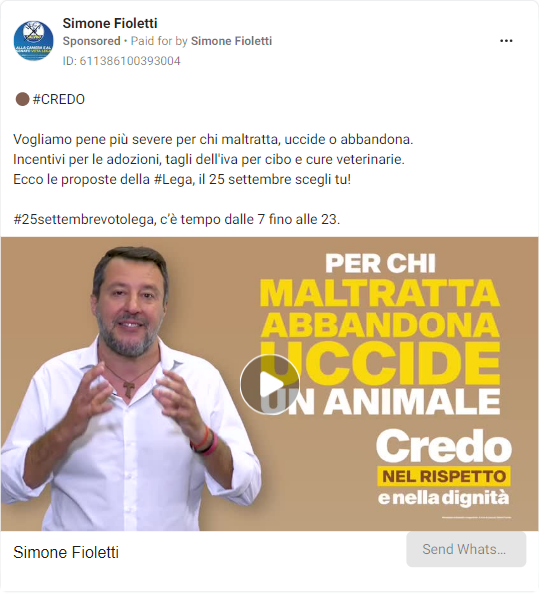 Simone Fioletti
Sponsored • Paid for by Simone Fioletti
ID: 611386100393004
#CREDO
Vogliamo pene più severe per chi maltratta, uccide o abbandona.
Incentivi per le adozioni, tagli dell'iva per cibo e cure veterinarie.
Ecco le proposte della #Lega, il 25 settembre scegli tu!
#25settembrevotolega, c'è tempo dalle 7 fino alle 23.
PER CHI
MALTRATTA
ABBANDONA
UCCIDE
UN ANIMALE
Credo
NEL RISPETTO
e nella dignità
Simone Fioletti
Send Whats...